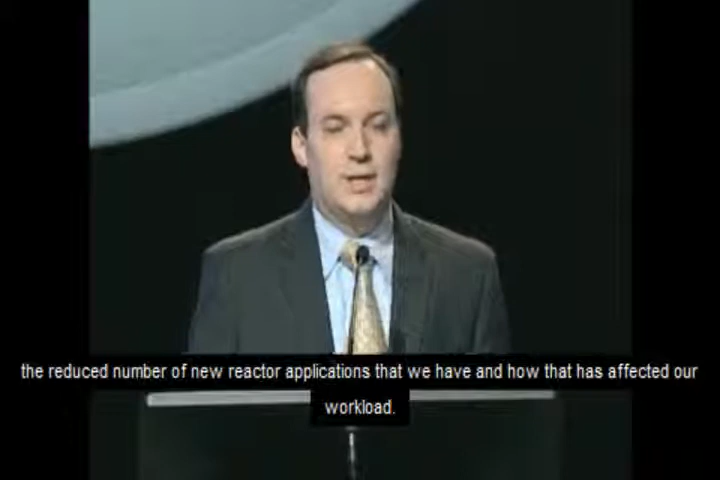 the reduced number of new reactor applications that we have and how that has affected our
workload.